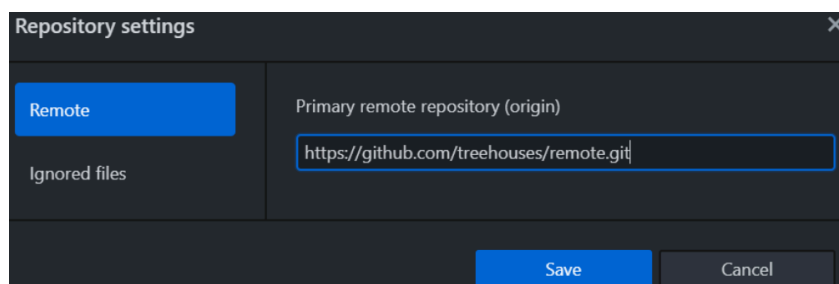 Repository settings
Remote
Primary remote repository (origin)
https://github.com/treehouses/remote.git
Ignored files
Save
Cancel